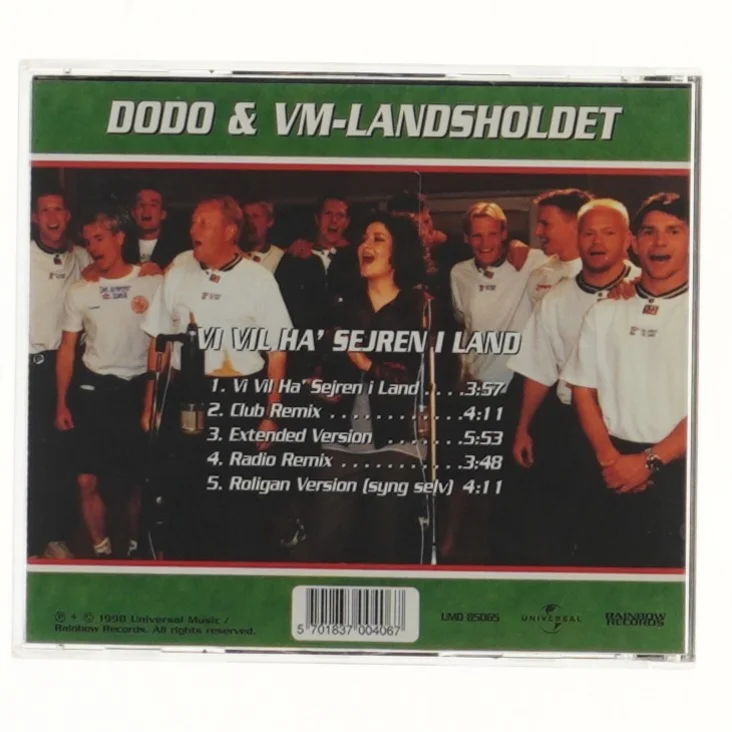 DODO & VM-LANDSHOLDET
VI VIL HA' SEJREN I LAND
1. Vi Vil Ha' Sejren i Land . . . .3:57
2. Club Remix . . . . . . . . . . . .4:11
3. Extended Version . . . . . . .5:53
4. Radio Remix . . . . . . . . . . .3:48
5. Roligan Version (syng selv) 4:11
℗ + © 1998 Universal Music /
Rainbow Records. All rights reserved.
5 701837 004067
UMD 85065
UNIVERSAL
RAINBOW
RECORDS